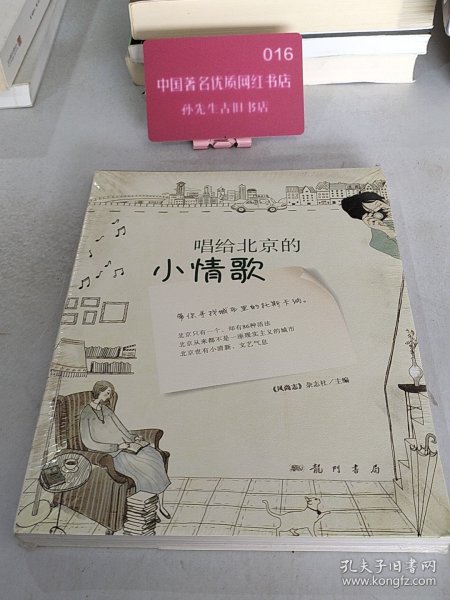 016
中国著名优质网红书店
孙先生古旧书店
唱给北京的
小情歌
带你寻找城市里的托斯卡纳。
北京只有一个，却有86种活法
北京从来都不是一座现实主义的城市
北京也有小清新、文艺气息
《风尚志》杂志社／主编
龍門書局
孔夫子旧书网
www.kongfz.com